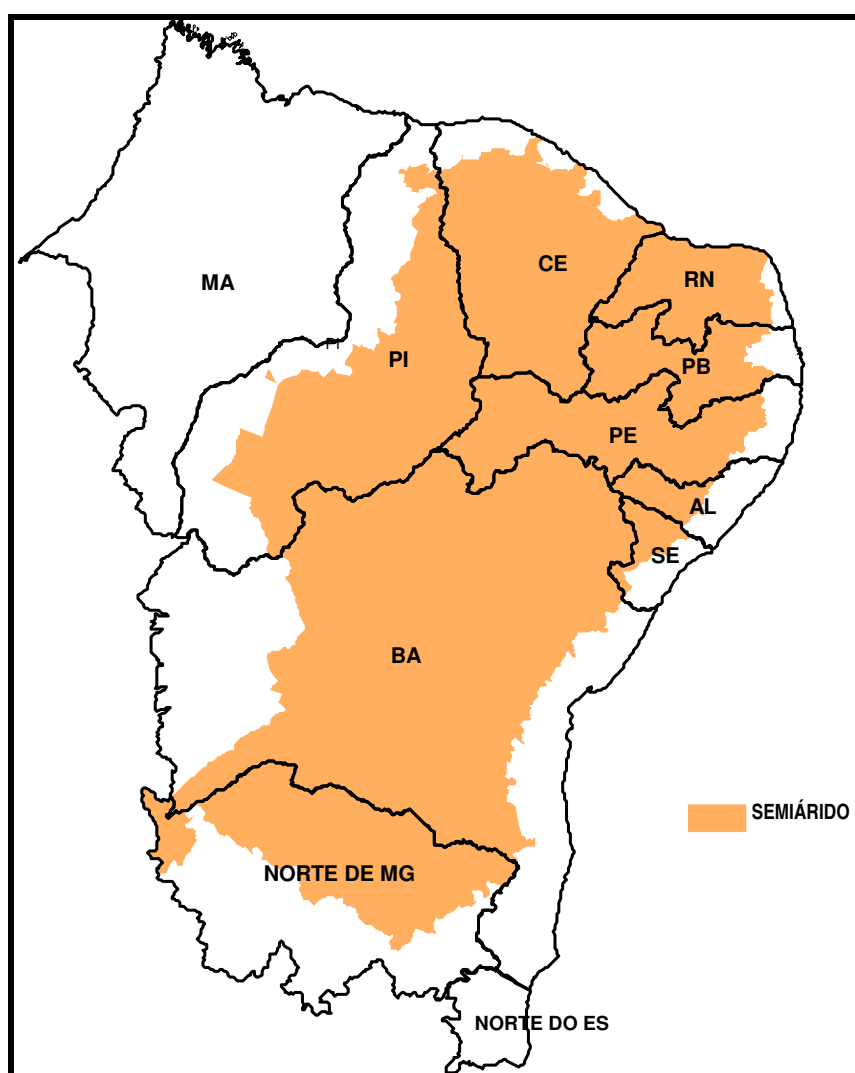 CE
RN
MA
PI
PB
PE
AL
SE
BA
SEMIÁRIDO
NORTE DE MG
NORTE DO ES